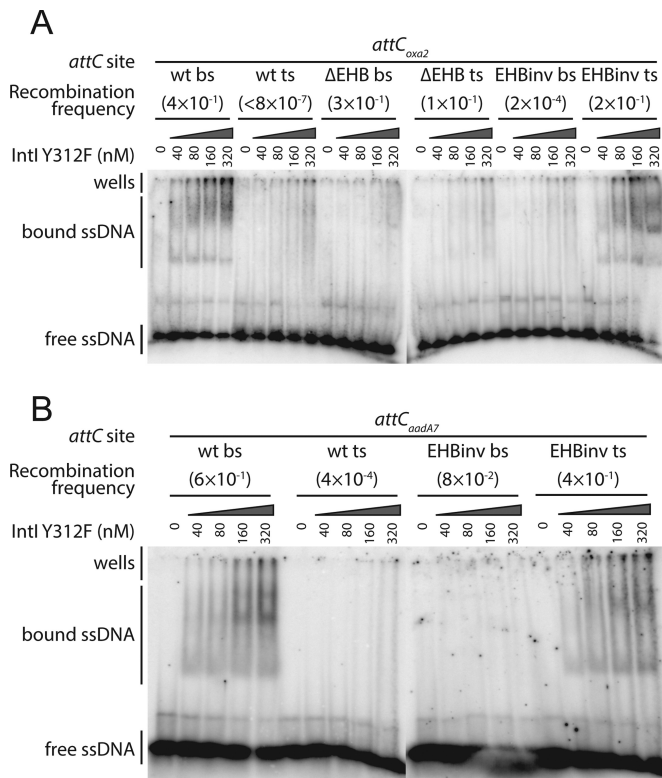 A
attCoxa2
attC site
wt bs wt ts ΔEHB bs ΔEHB ts EHBinv bs EHBinv ts
Recombination frequency
(4×10⁻¹) (<8×10⁻⁷) (3×10⁻¹) (1×10⁻¹) (2×10⁻⁴) (2×10⁻¹)
IntI Y312F (nM)
0 40 80 160 320 0 40 80 160 320 0 40 80 160 320 0 40 80 160 320 0 40 80 160 320 0 40 80 160 320
wells
bound ssDNA
free ssDNA
B
attCaadA7
attC site
wt bs wt ts EHBinv bs EHBinv ts
Recombination frequency
(6×10⁻¹) (4×10⁻⁴) (8×10⁻²) (4×10⁻¹)
IntI Y312F (nM)
0 40 80 160 320 0 40 80 160 320 0 40 80 160 320 0 40 80 160 320
wells
bound ssDNA
free ssDNA